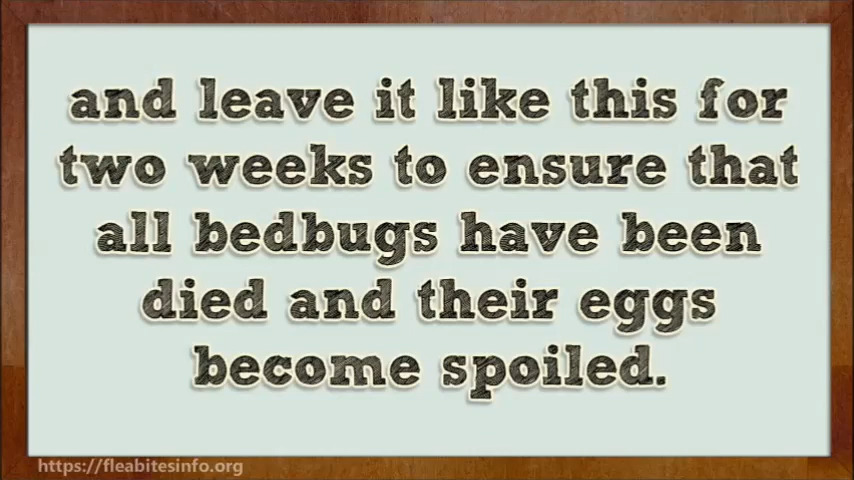 and leave it like this for
two weeks to ensure that
all bedbugs have been
died and their eggs
become spoiled.
https://fleabitesinfo.org